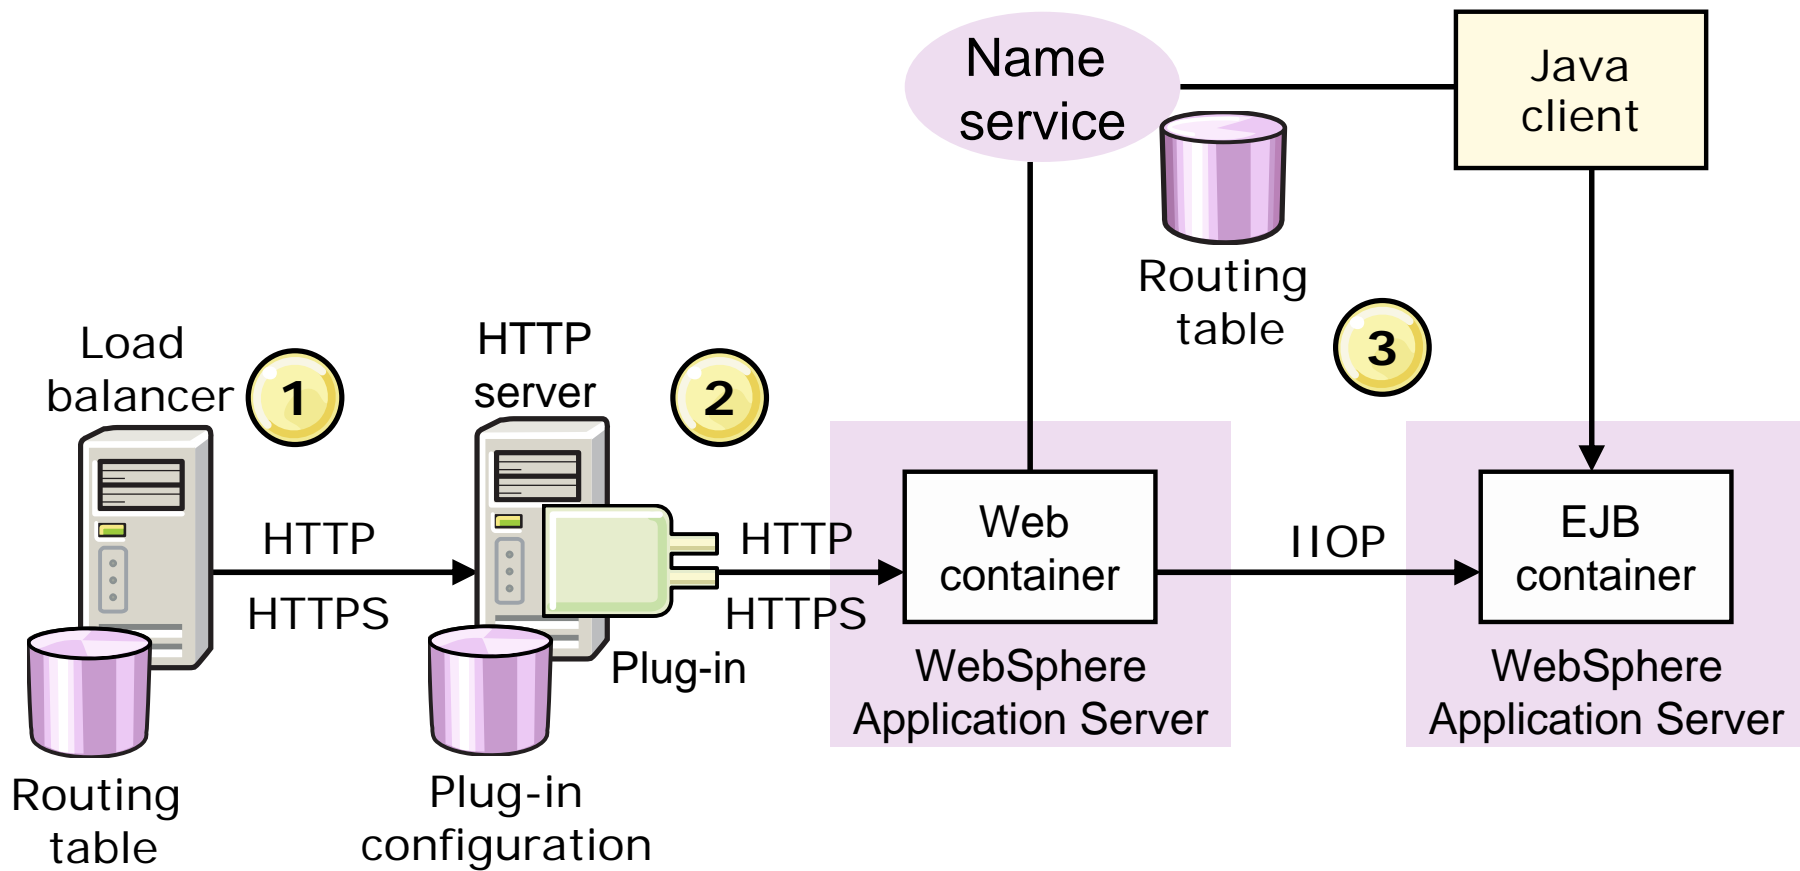 Name
service
Java
client
Routing
table
3
Load
balancer
1
HTTP
server
2
HTTP
HTTPS
Plug-in
HTTP
HTTPS
Web
container
WebSphere
Application Server
IIOP
EJB
container
WebSphere
Application Server
Routing
table
Plug-in
configuration